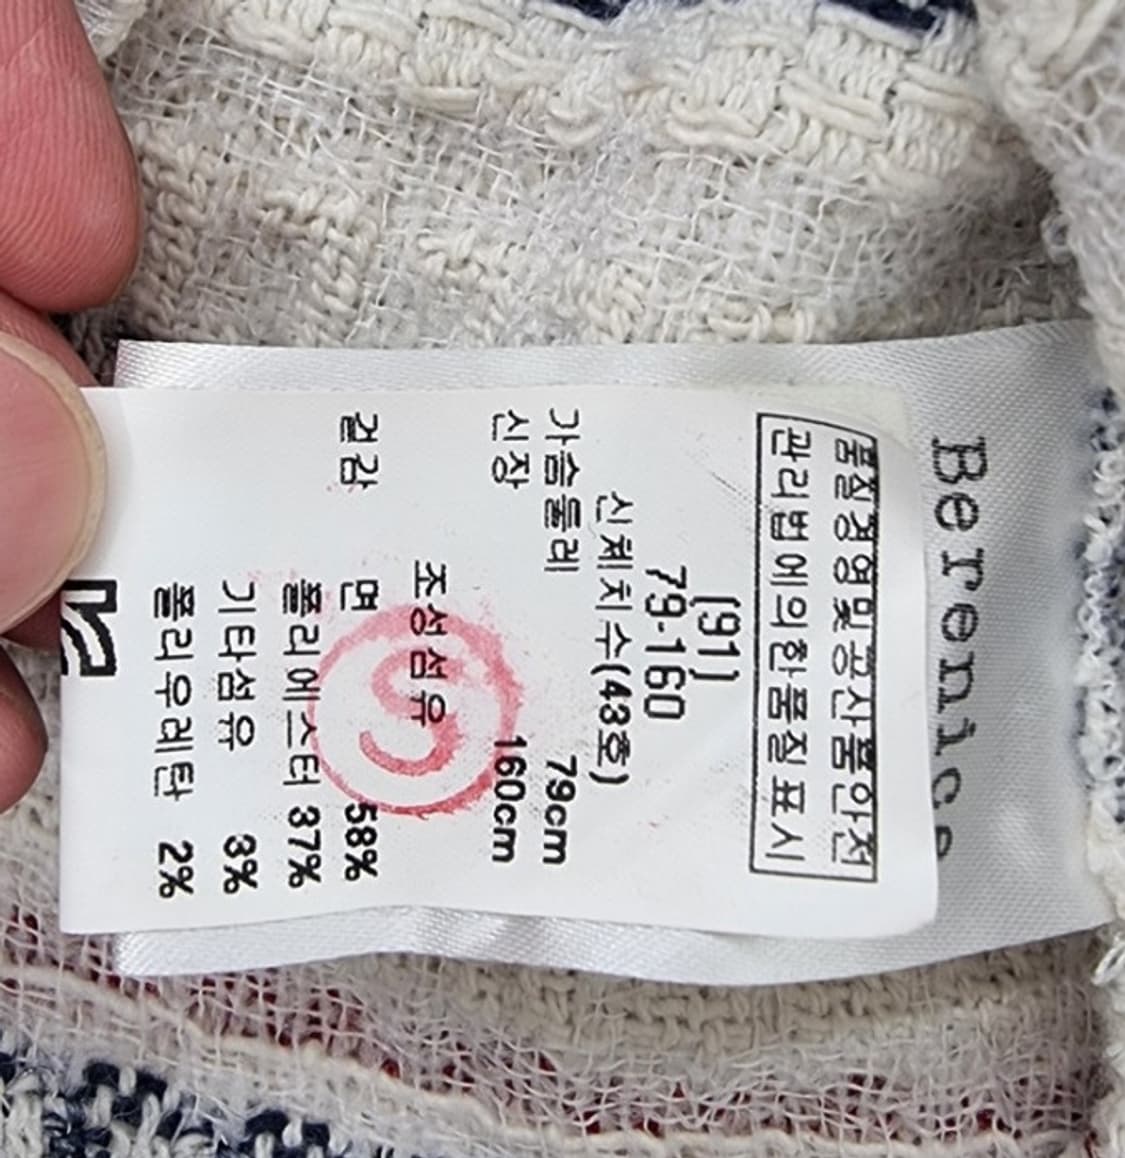 Berenice
품질경영및공산품안전
관리법에의한품질표시
(91)
79-160
신체치수(43호)
가슴둘레 79cm
신장 160cm
조성섬유
겉감 면 58%
폴리에스터 37%
기타섬유 3%
폴리우레탄 2%
S